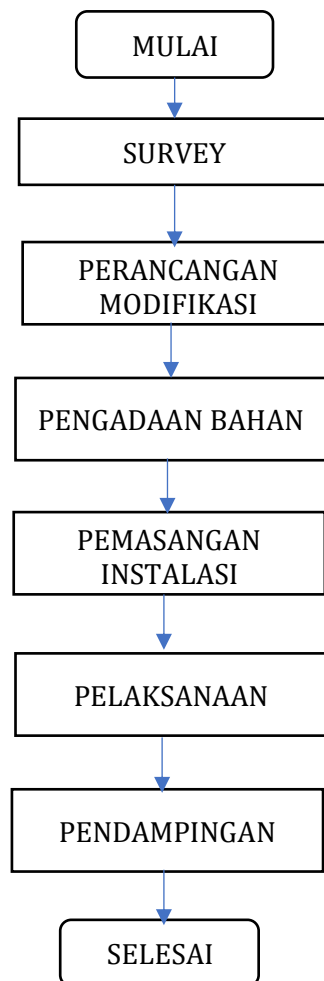 MULAI
SURVEY
PERANCANGAN
MODIFIKASI
PENGADAAN BAHAN
PEMASANGAN
INSTALASI
PELAKSANAAN
PENDAMPINGAN
SELESAI